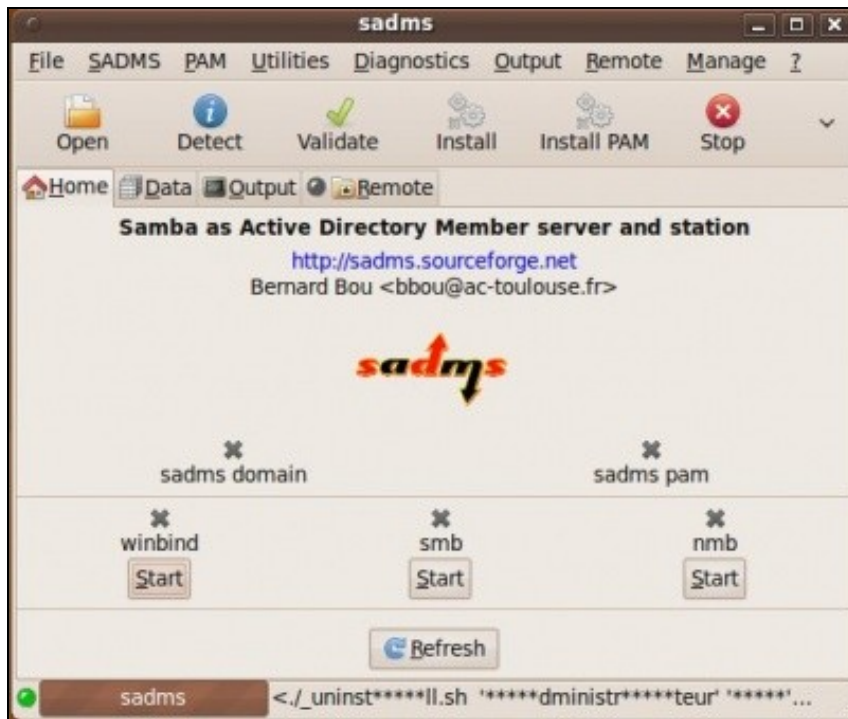 sadms
File SADMS PAM Utilities Diagnostics Output Remote Manage ?
Open Detect Validate Install Install PAM Stop
Home Data Output Remote
Samba as Active Directory Member server and station
http://sadms.sourceforge.net
Bernard Bou <bbou@ac-toulouse.fr>
sadms
sadms domain sadms pam
winbind smb nmb
Start Start Start
Refresh
sadms <./_uninst*****ll.sh '*****dministr*****teur' '*****'...